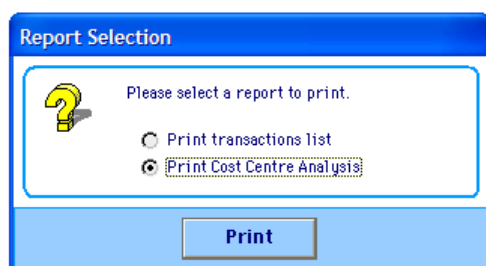 Report Selection
Please select a report to print.
Print transactions list
Print Cost Centre Analysis
Print